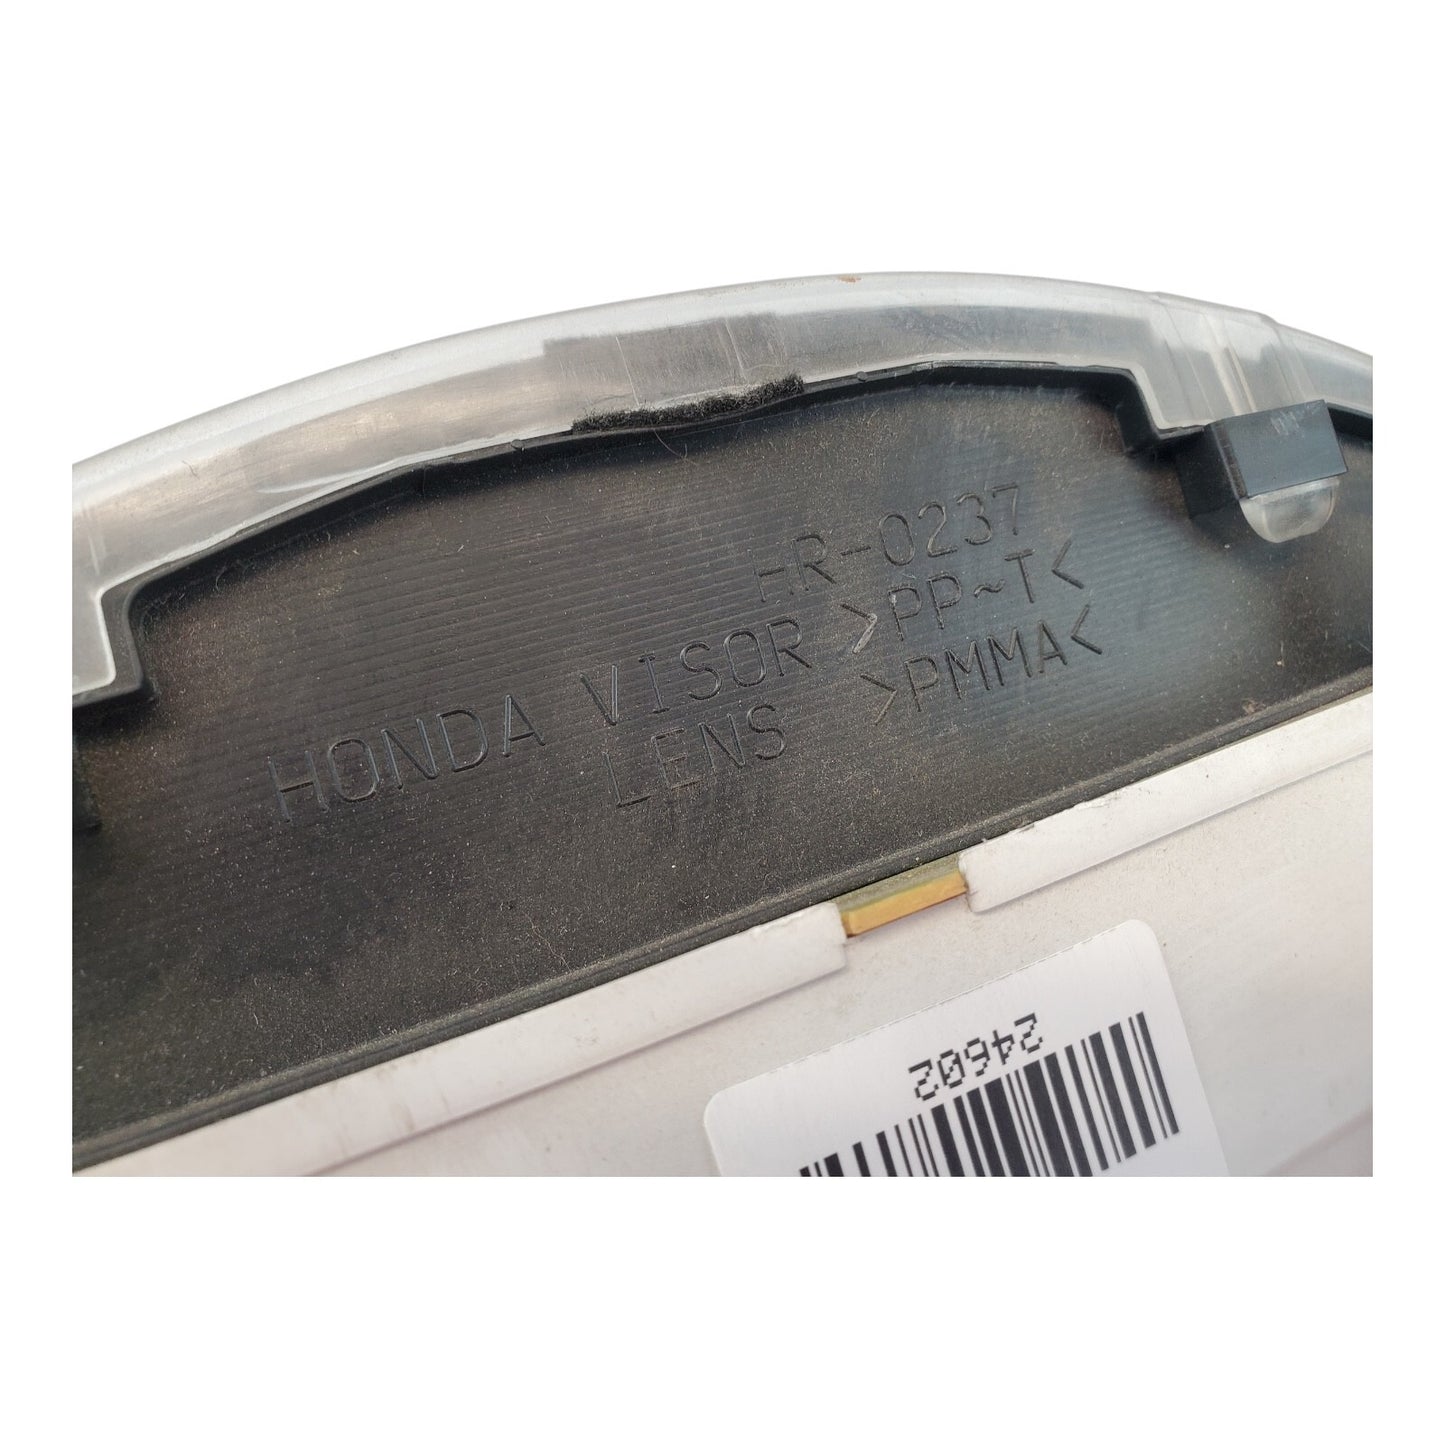 HR-0237
HONDA VISOR >PP~T<
LENS >PMMA<
24602